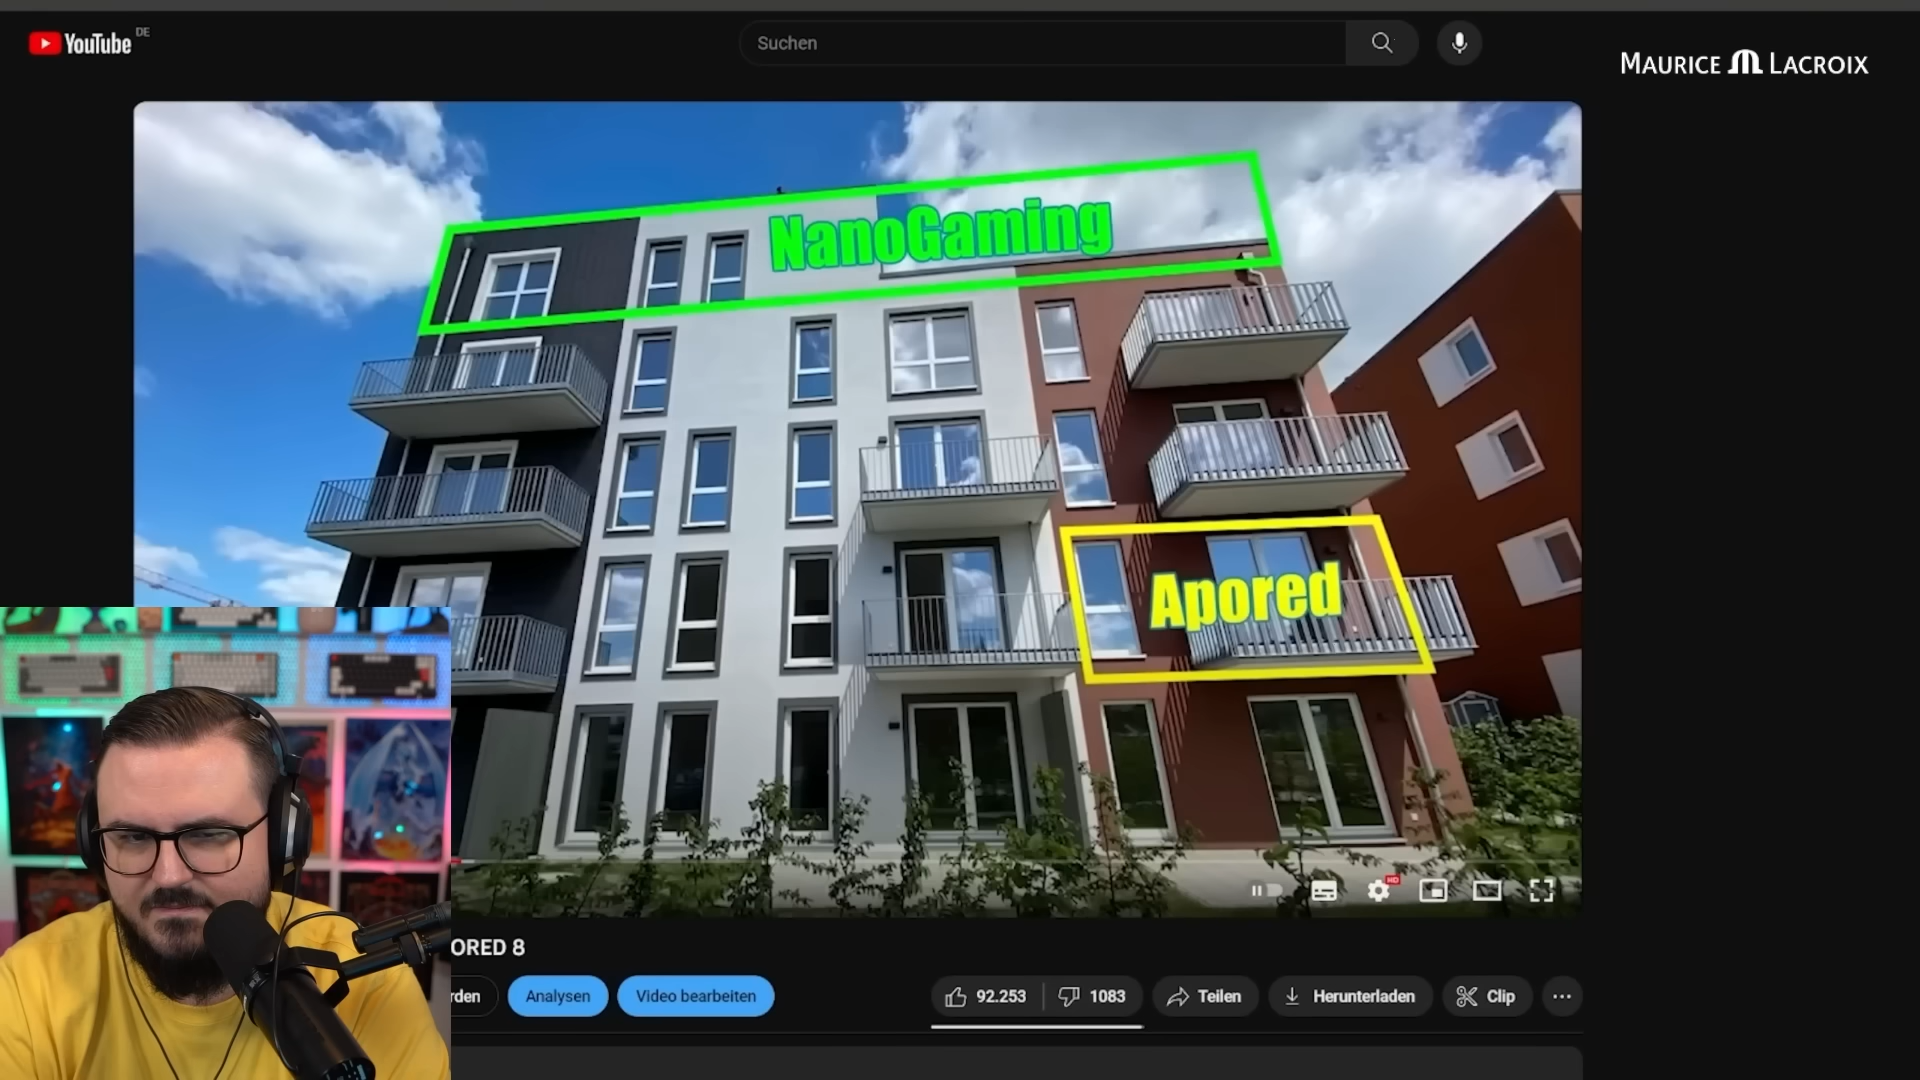 YouTube DE
Suchen
MAURICE LACROIX
NanoGaming
Apored
HD
ORED 8
rden
Analysen
Video bearbeiten
92.253
1083
Teilen
Herunterladen
Clip